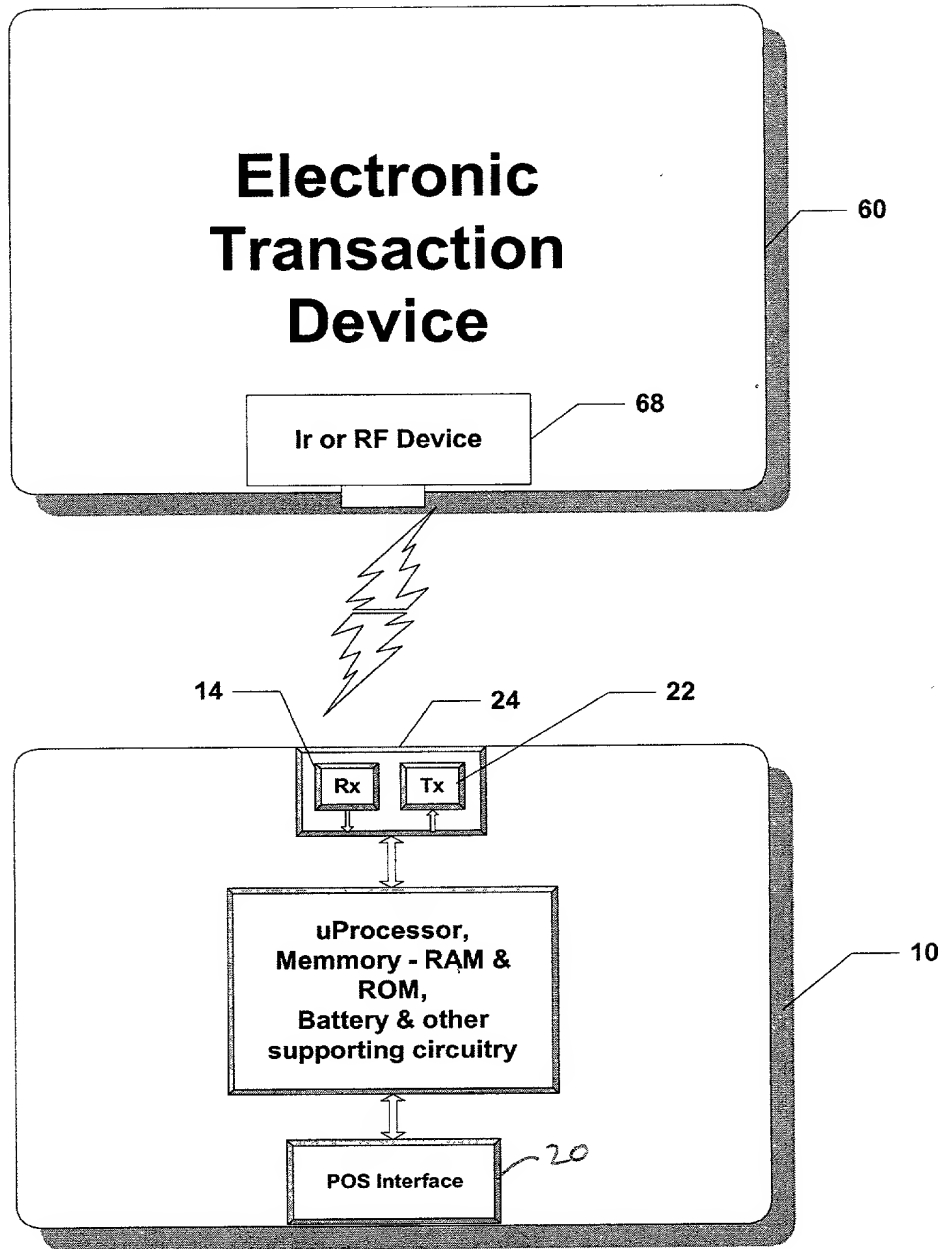 Electronic
Transaction
Device
60
68
Ir or RF Device
14
24
22
Rx
Tx
uProcessor,
Memmory - RAM &
ROM,
Battery & other
supporting circuitry
10
POS Interface
20